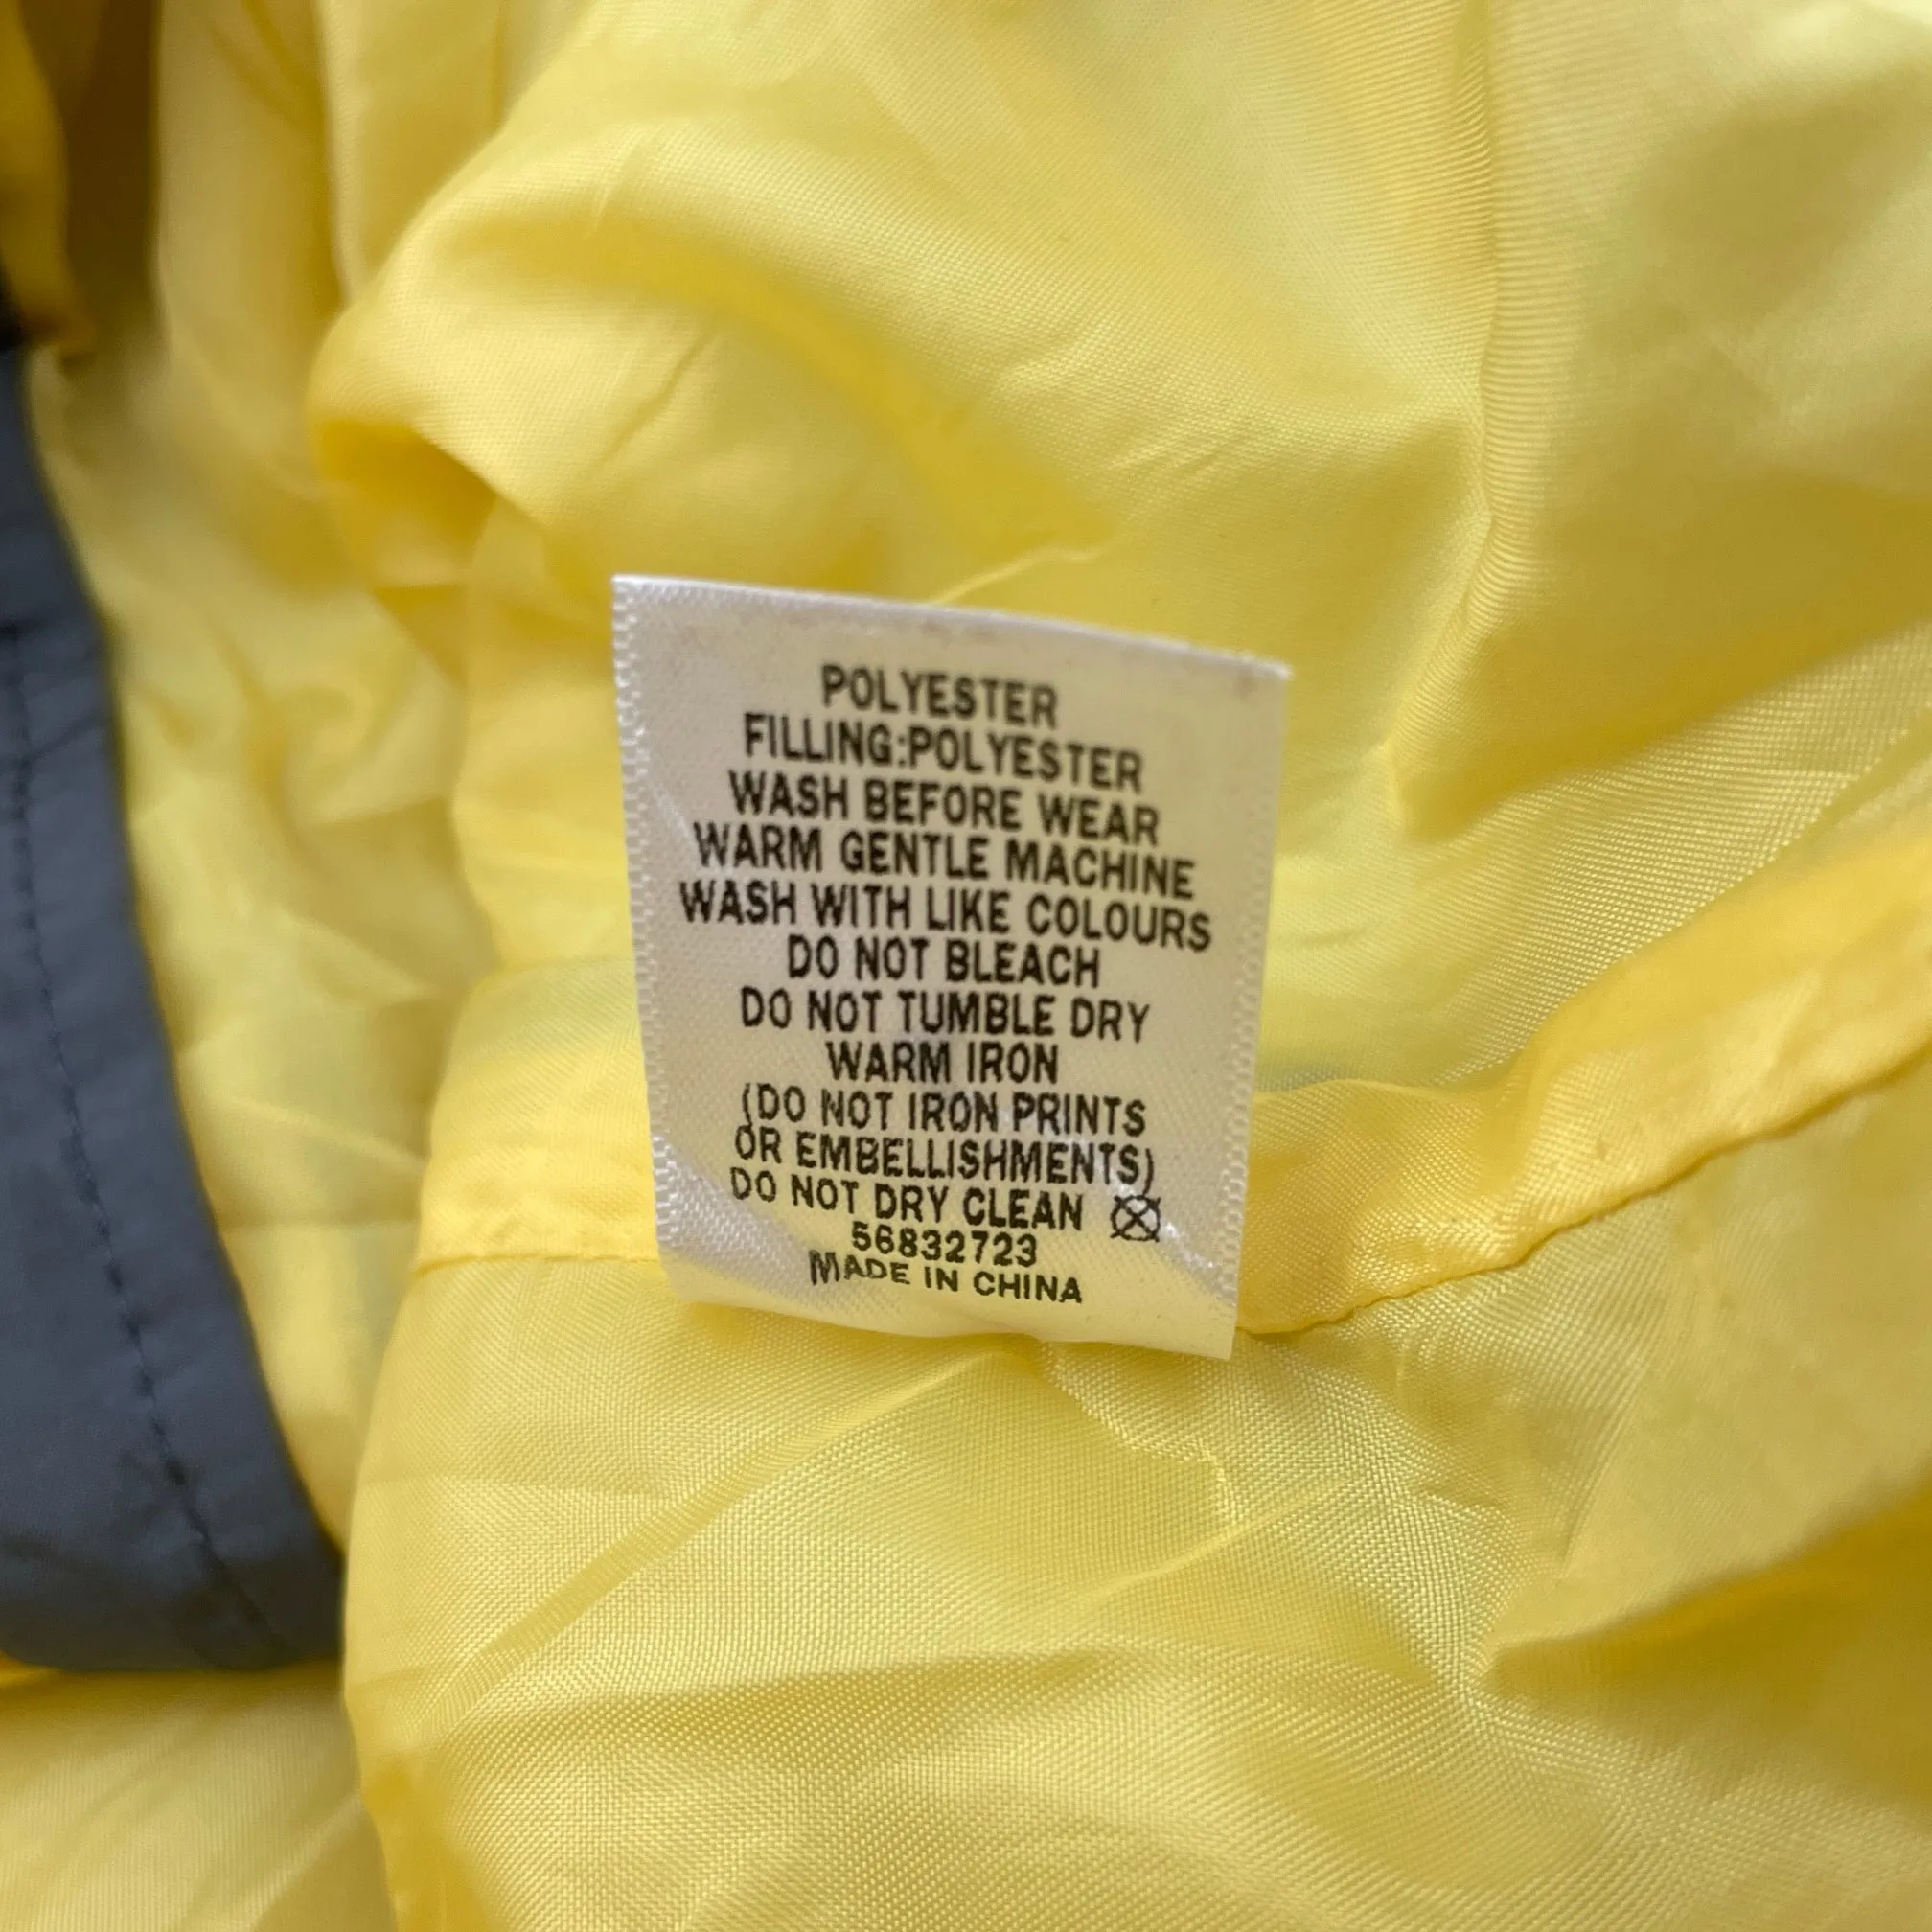 POLYESTER
FILLING:POLYESTER
WASH BEFORE WEAR
WARM GENTLE MACHINE
WASH WITH LIKE COLOURS
DO NOT BLEACH
DO NOT TUMBLE DRY
WARM IRON
(DO NOT IRON PRINTS
OR EMBELLISHMENTS)
DO NOT DRY CLEAN
56832723
MADE IN CHINA